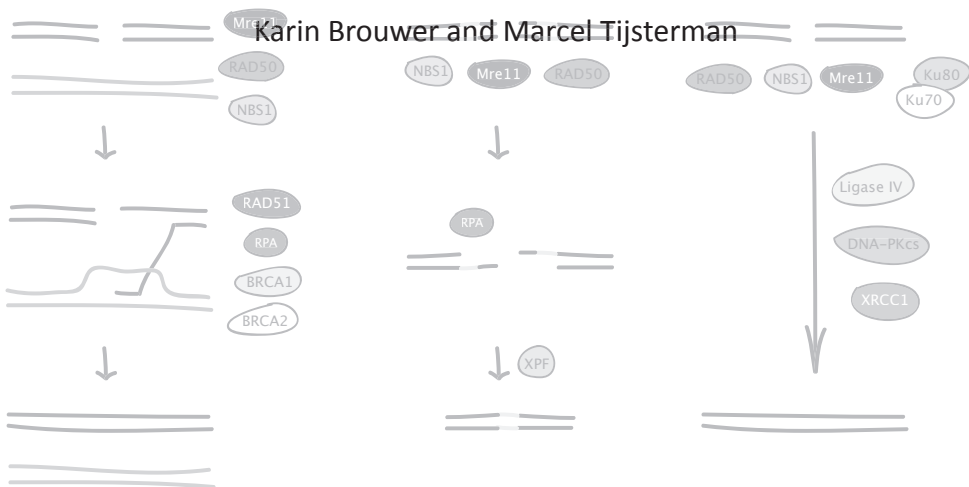 Karin Brouwer and Marcel Tijsterman
Mre11
RAD50
NBS1
RAD51
RPA
BRCA1
BRCA2
NBS1
Mre11
RAD50
RPA
XPF
RAD50
NBS1
Mre11
Ku80
Ku70
Ligase IV
DNA-PKcs
XRCC1